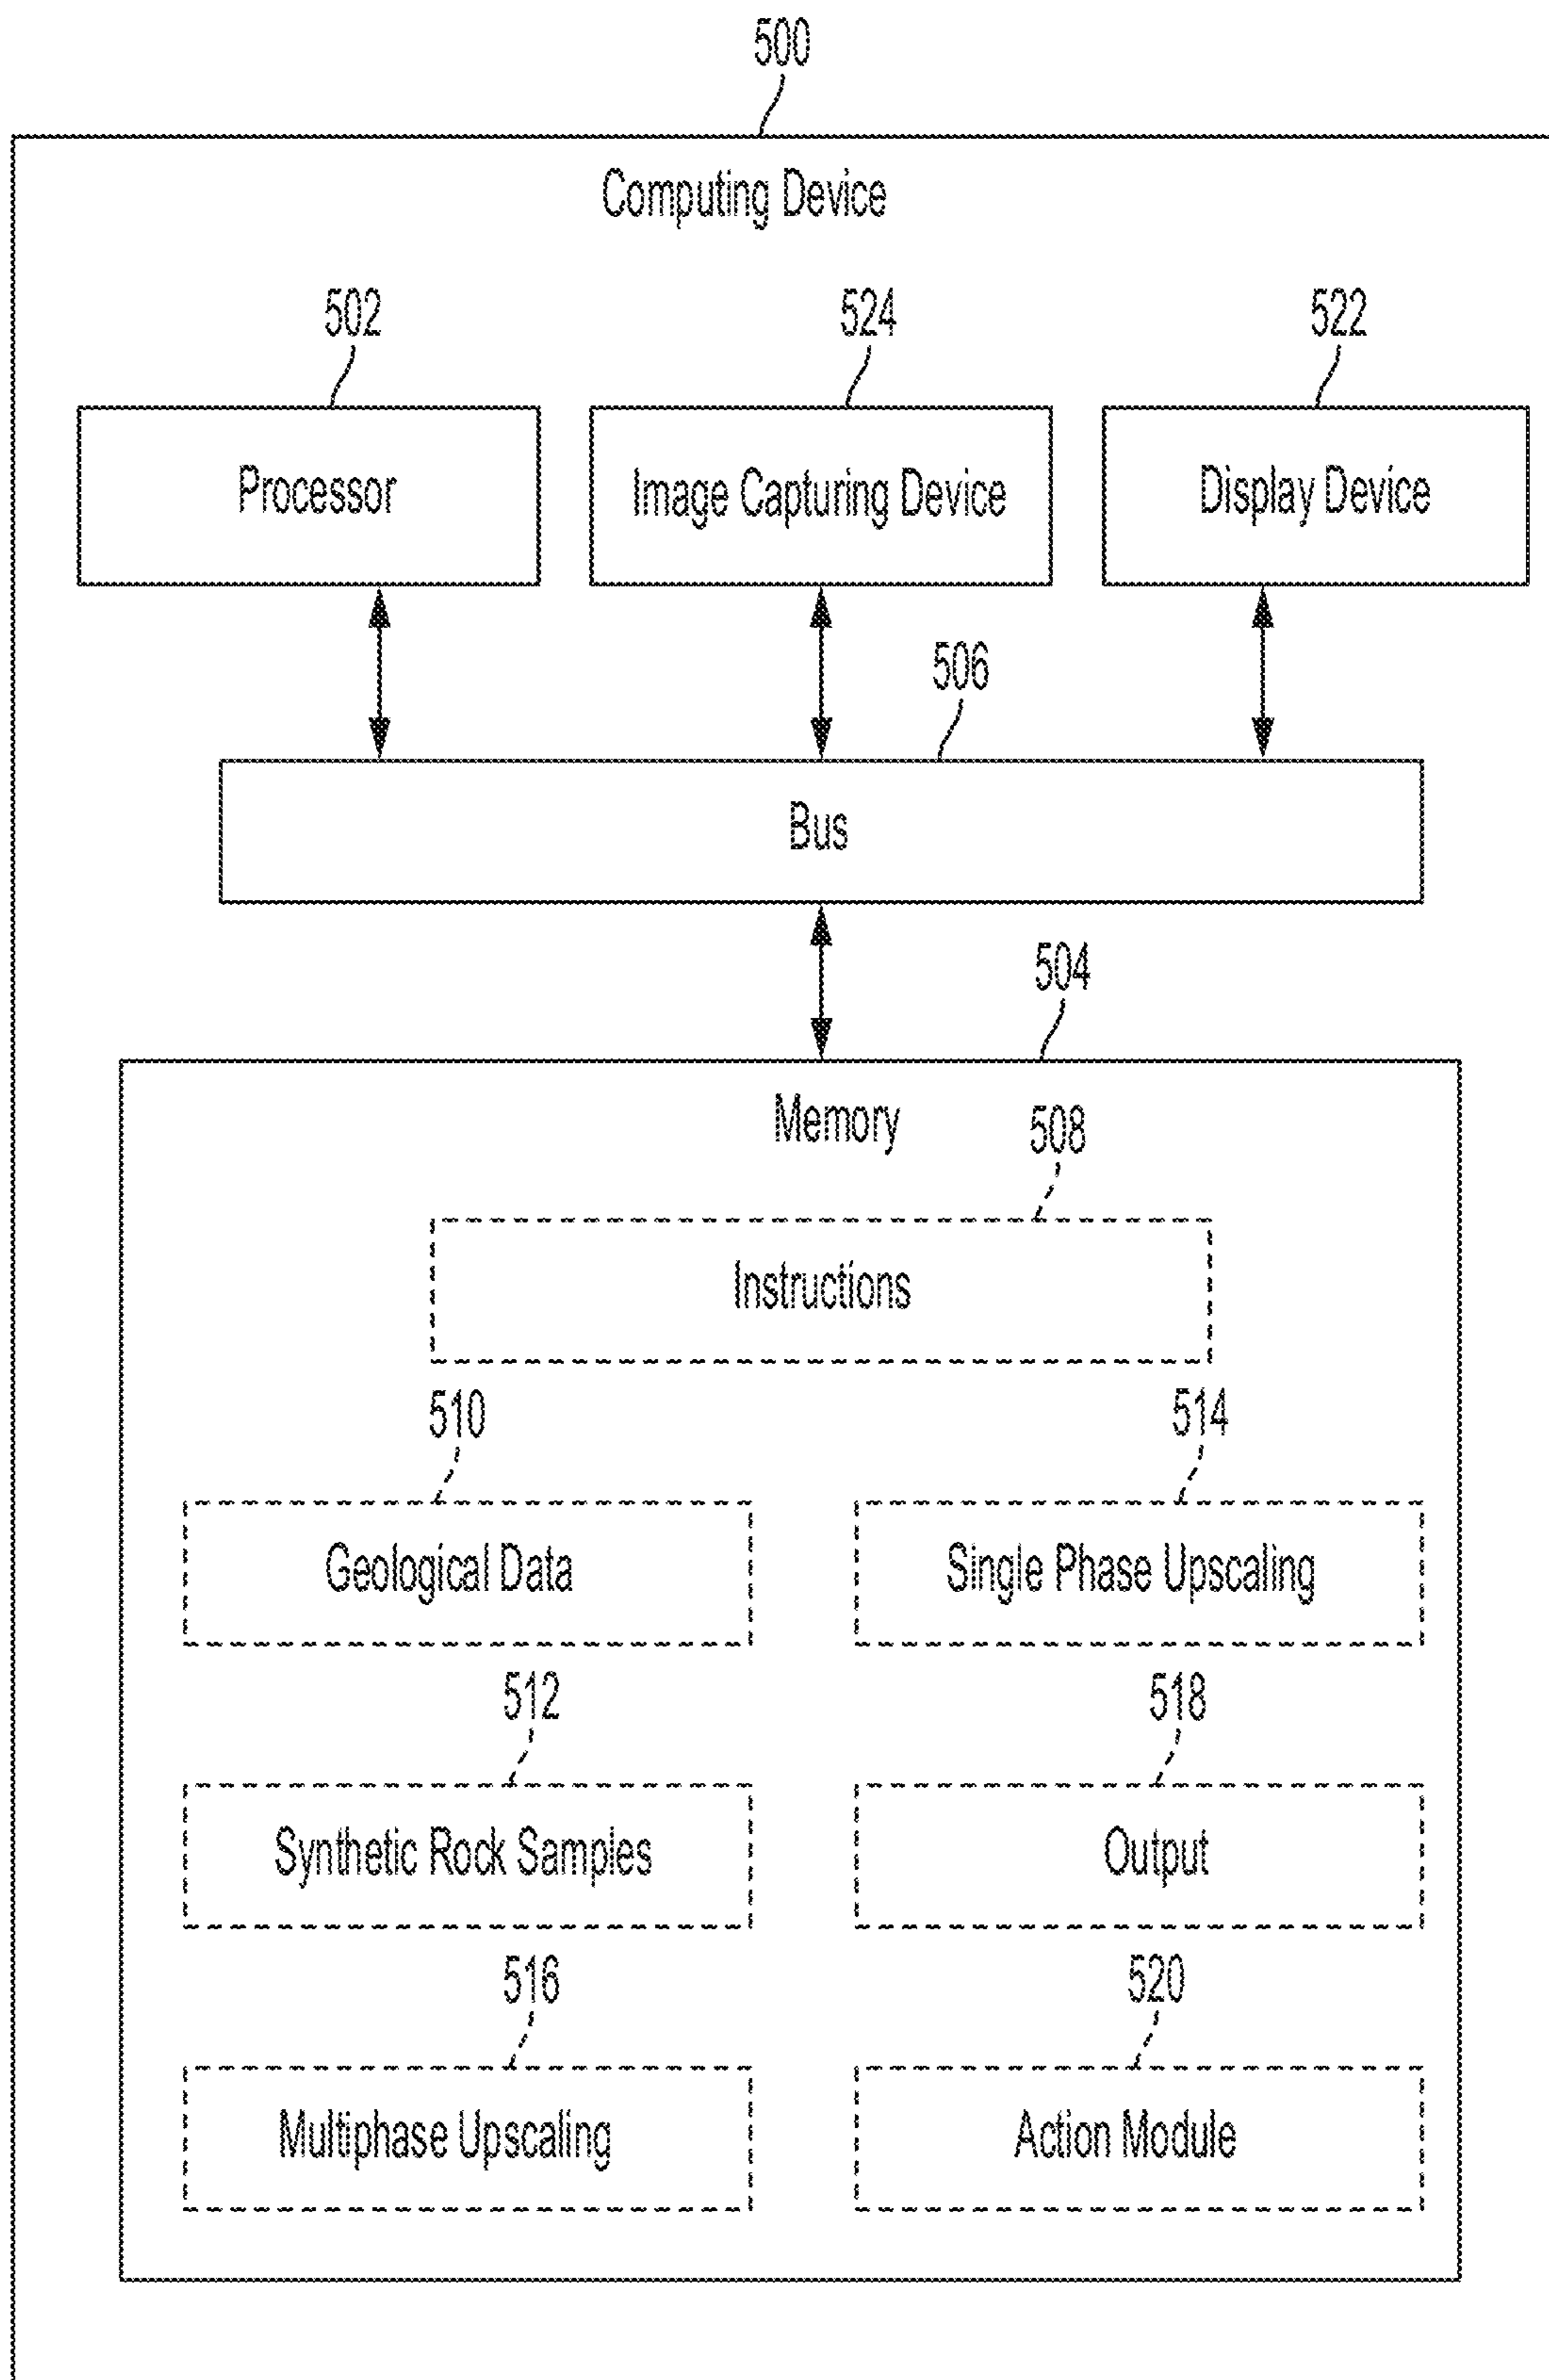 500
Computing Device
502
524
522
Processor
Image Capturing Device
Display Device
506
Bus
504
Memory
508
Instructions
510
514
Geological Data
Single Phase Upscaling
512
518
Synthetic Rock Samples
Output
516
520
Multiphase Upscaling
Action Module